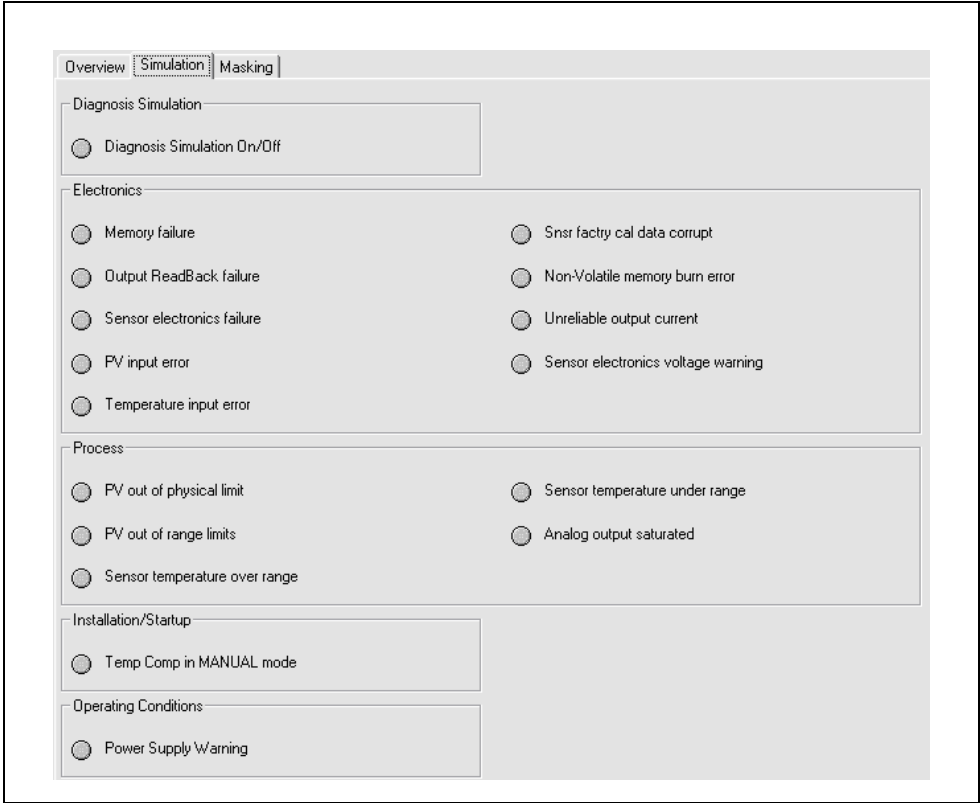 Overview Simulation Masking
Diagnosis Simulation
Diagnosis Simulation On/Off
Electronics
Memory failure
Output ReadBack failure
Sensor electronics failure
PV input error
Temperature input error
Snsr factry cal data corrupt
Non-Volatile memory burn error
Unreliable output current
Sensor electronics voltage warning
Process
PV out of physical limit
PV out of range limits
Sensor temperature over range
Sensor temperature under range
Analog output saturated
Installation/Startup
Temp Comp in MANUAL mode
Operating Conditions
Power Supply Warning